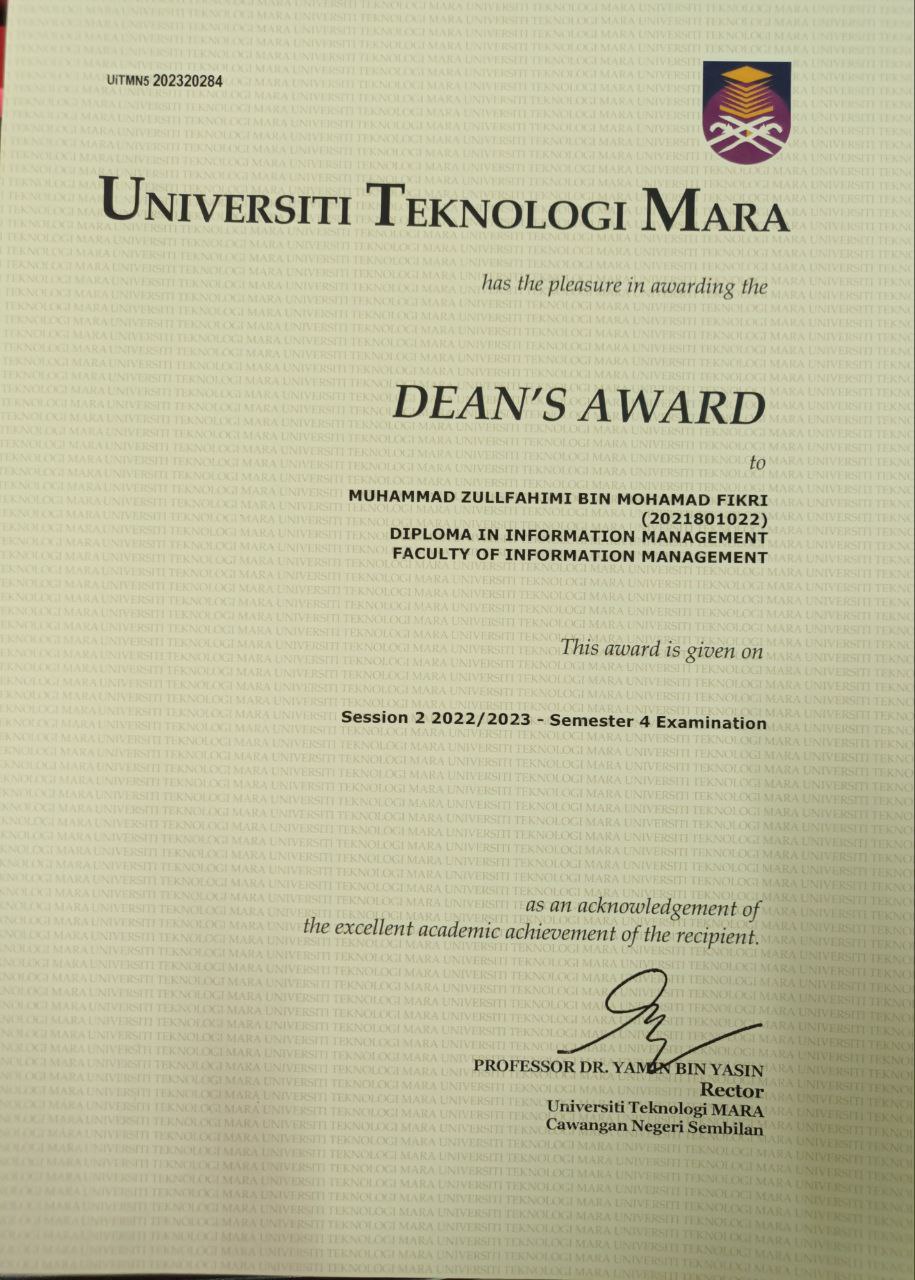 UiTMN5 202320284
UNIVERSITI TEKNOLOGI MARA
has the pleasure in awarding the
DEAN'S AWARD
to
MUHAMMAD ZULLFAHIMI BIN MOHAMAD FIKRI
(2021801022)
DIPLOMA IN INFORMATION MANAGEMENT
FACULTY OF INFORMATION MANAGEMENT
This award is given on
Session 2 2022/2023 - Semester 4 Examination
as an acknowledgement of
the excellent academic achievement of the recipient.
PROFESSOR DR. YAMIN BIN YASIN
Rector
Universiti Teknologi MARA
Cawangan Negeri Sembilan